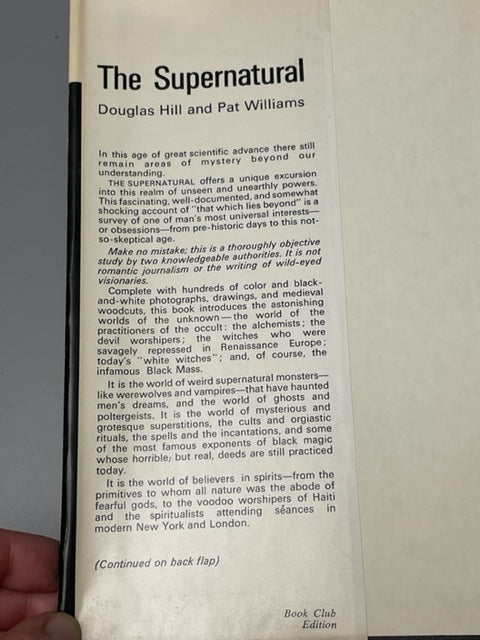 The Supernatural
Douglas Hill and Pat Williams
In this age of great scientific advance there still
remain areas of mystery beyond our
understanding.
THE SUPERNATURAL offers a unique excursion
into this realm of unseen and unearthly powers.
This fascinating, well-documented, and somewhat
shocking account of "that which lies beyond" is a
survey of one of man's most universal interests—
or obsessions—from pre-historic days to this not-
so-skeptical age.
Make no mistake; this is a thoroughly objective
study by two knowledgeable authorities. It is not
romantic journalism or the writing of wild-eyed
visionaries.
Complete with hundreds of color and black-
and-white photographs, drawings, and medieval
woodcuts, this book introduces the astonishing
worlds of the unknown—the world of the
practitioners of the occult: the alchemists; the
devil worshipers; the witches who were
savagely repressed in Renaissance Europe;
today's "white witches"; and, of course, the
infamous Black Mass.
It is the world of weird supernatural monsters—
like werewolves and vampires—that have haunted
men's dreams, and the world of ghosts and
poltergeists. It is the world of mysterious and
grotesque superstitions, the cults and orgiastic
rituals, the spells and the incantations, and some
of the most famous exponents of black magic
whose horrible; but real, deeds are still practiced
today.
It is the world of believers in spirits—from the
primitives to whom all nature was the abode of
fearful gods, to the voodoo worshipers of Haiti
and the spiritualists attending séances in
modern New York and London.
(Continued on back flap)
Book Club
Edition